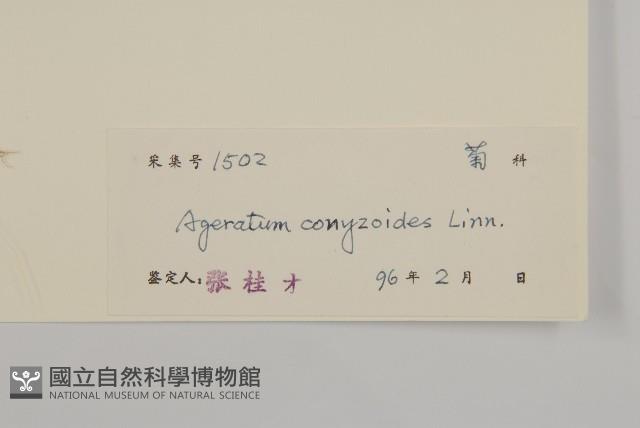 采集号 1502 菊 科
Ageratum conyzoides Linn.
鉴定人: 张桂才 96 年 2 月 日
國立自然科學博物館
NATIONAL MUSEUM OF NATURAL SCIENCE